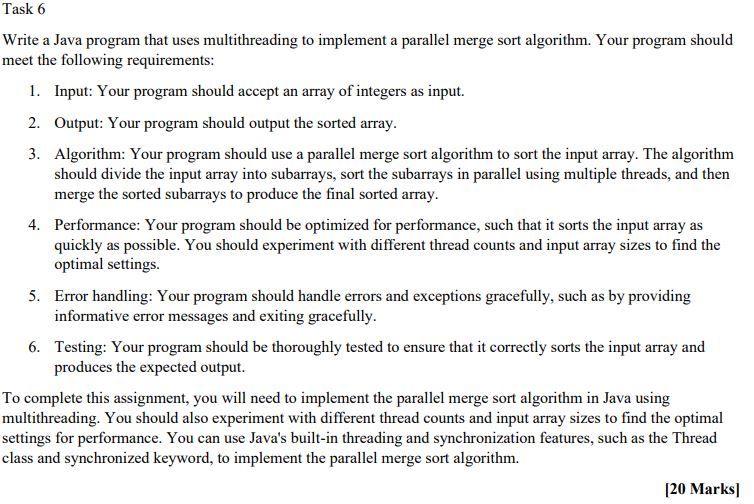 Task 6
Write a Java program that uses multithreading to implement a parallel merge sort algorithm. Your program should
meet the following requirements:
1. Input: Your program should accept an array of integers as input.
2. Output: Your program should output the sorted array.
3. Algorithm: Your program should use a parallel merge sort algorithm to sort the input array. The algorithm
should divide the input array into subarrays, sort the subarrays in parallel using multiple threads, and then
merge the sorted subarrays to produce the final sorted array.
4. Performance: Your program should be optimized for performance, such that it sorts the input array as
quickly as possible. You should experiment with different thread counts and input array sizes to find the
optimal settings.
5. Error handling: Your program should handle errors and exceptions gracefully, such as by providing
informative error messages and exiting gracefully.
6. Testing: Your program should be thoroughly tested to ensure that it correctly sorts the input array and
produces the expected output.
To complete this assignment, you will need to implement the parallel merge sort algorithm in Java using
multithreading. You should also experiment with different thread counts and input array sizes to find the optimal
settings for performance. You can use Java's built-in threading and synchronization features, such as the Thread
class and synchronized keyword, to implement the parallel merge sort algorithm.
[20 Marks]